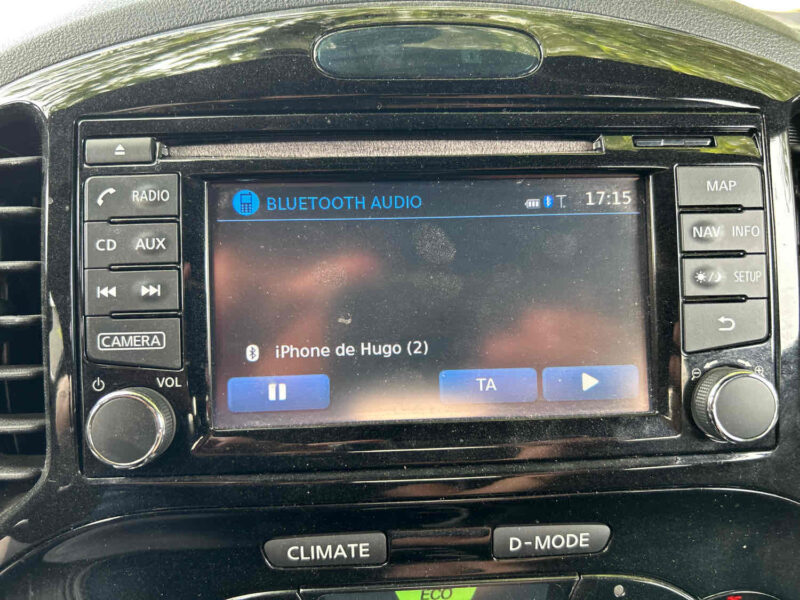 RADIO
CD AUX
CAMERA
VOL
BLUETOOTH AUDIO 17:15
iPhone de Hugo (2)
TA
MAP
NAV INFO
SETUP
CLIMATE
D-MODE
ECO